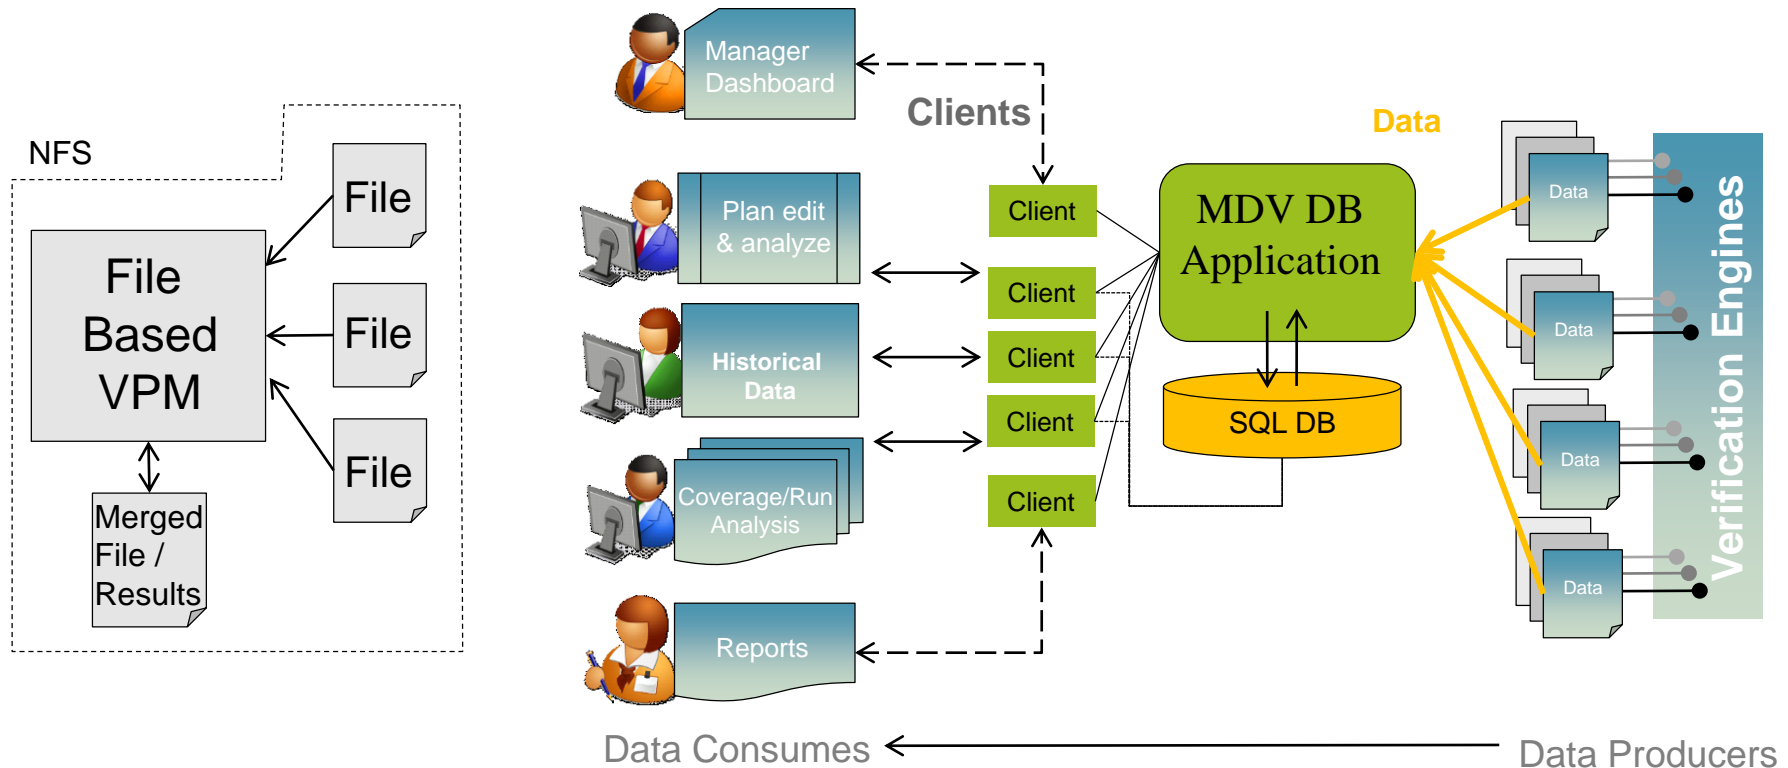 NFS
File
File
File
File
Based
VPM
Merged
File /
Results
Manager
Dashboard
Plan edit
& analyze
Historical
Data
Coverage/Run
Analysis
Reports
Clients
Client
Client
Client
Client
Client
MDV DB
Application
SQL DB
Data
Data
Data
Data
Data
Verification Engines
Data Consumes
Data Producers